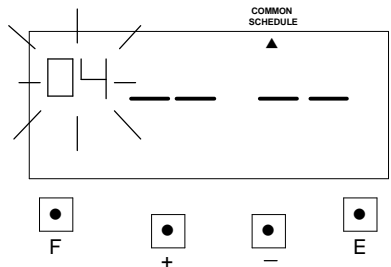 COMMON
SCHEDULE
04 -- --
F + – E